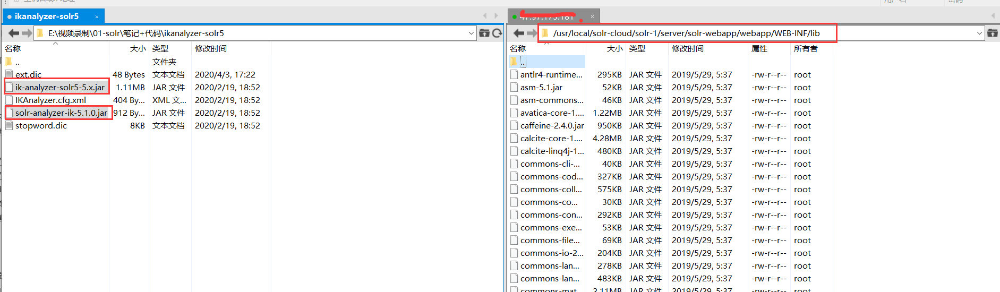 ikanalyzer-solr5 ×
E:\视频录制\01-solr\笔记+代码\ikanalyzer-solr5
名称 大小 类型 修改时间
.. 文件夹
ext.dic 48 Bytes 文本文档 2020/4/3, 17:22
ik-analyzer-solr5-5.x.jar 1.11MB JAR 文件 2020/2/19, 18:52
IKAnalyzer.cfg.xml 404 By... XML 文... 2020/2/19, 18:52
solr-analyzer-ik-5.1.0.jar 912 By... JAR 文件 2020/2/19, 18:52
stopword.dic 8KB 文本文档 2020/2/19, 18:52
×
/usr/local/solr-cloud/solr-1/server/solr-webapp/webapp/WEB-INF/lib
名称 大小 类型 修改时间 属性 所有者
..
antlr4-runtime... 295KB JAR 文件 2019/5/29, 5:37 -rw-r--r-- root
asm-5.1.jar 52KB JAR 文件 2019/5/29, 5:37 -rw-r--r-- root
asm-commons... 46KB JAR 文件 2019/5/29, 5:37 -rw-r--r-- root
avatica-core-1.... 1.22MB JAR 文件 2019/5/29, 5:37 -rw-r--r-- root
caffeine-2.4.0.jar 950KB JAR 文件 2019/5/29, 5:37 -rw-r--r-- root
calcite-core-1.... 4.28MB JAR 文件 2019/5/29, 5:37 -rw-r--r-- root
calcite-linq4j-1... 480KB JAR 文件 2019/5/29, 5:37 -rw-r--r-- root
commons-cli-... 40KB JAR 文件 2019/5/29, 5:37 -rw-r--r-- root
commons-cod... 327KB JAR 文件 2019/5/29, 5:37 -rw-r--r-- root
commons-coll... 575KB JAR 文件 2019/5/29, 5:37 -rw-r--r-- root
commons-co... 30KB JAR 文件 2019/5/29, 5:37 -rw-r--r-- root
commons-con... 292KB JAR 文件 2019/5/29, 5:37 -rw-r--r-- root
commons-exe... 53KB JAR 文件 2019/5/29, 5:37 -rw-r--r-- root
commons-file... 69KB JAR 文件 2019/5/29, 5:37 -rw-r--r-- root
commons-io-2... 204KB JAR 文件 2019/5/29, 5:37 -rw-r--r-- root
commons-lan... 278KB JAR 文件 2019/5/29, 5:37 -rw-r--r-- root
commons-lan... 483KB JAR 文件 2019/5/29, 5:37 -rw-r--r-- root
commons-mat... 2.11MB JAR 文件 2019/5/29, 5:37 -rw-r--r-- root